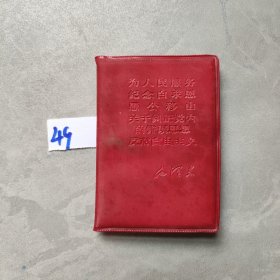 为人民服务
纪念白求恩
愚公移山
关于纠正党内
的错误思想
反对自由主义
毛泽东
49